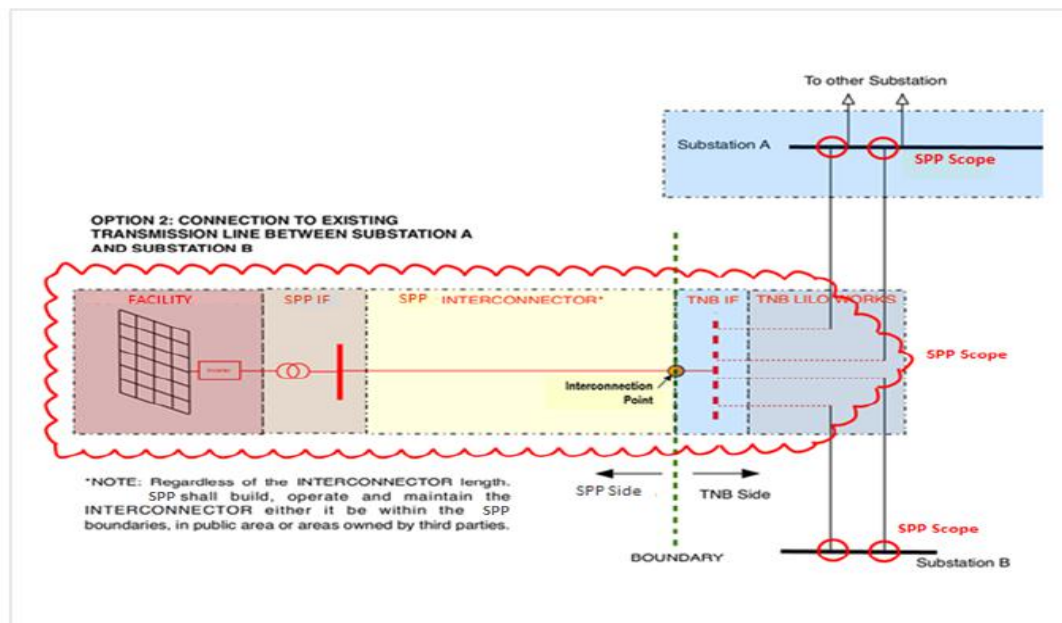 To other Substation
Substation A
SPP Scope
OPTION 2: CONNECTION TO EXISTING
TRANSMISSION LINE BETWEEN SUBSTATION A
AND SUBSTATION B
FACILITY
SPP IF
SPP INTERCONNECTOR*
TNB IF
TNB LILO WORKS
SPP Scope
Interconnection
Point
*NOTE: Regardless of the INTERCONNECTOR length.
SPP shall build, operate and maintain the
INTERCONNECTOR either it be within the SPP
boundaries, in public area or areas owned by third parties.
SPP Side
TNB Side
SPP Scope
BOUNDARY
Substation B